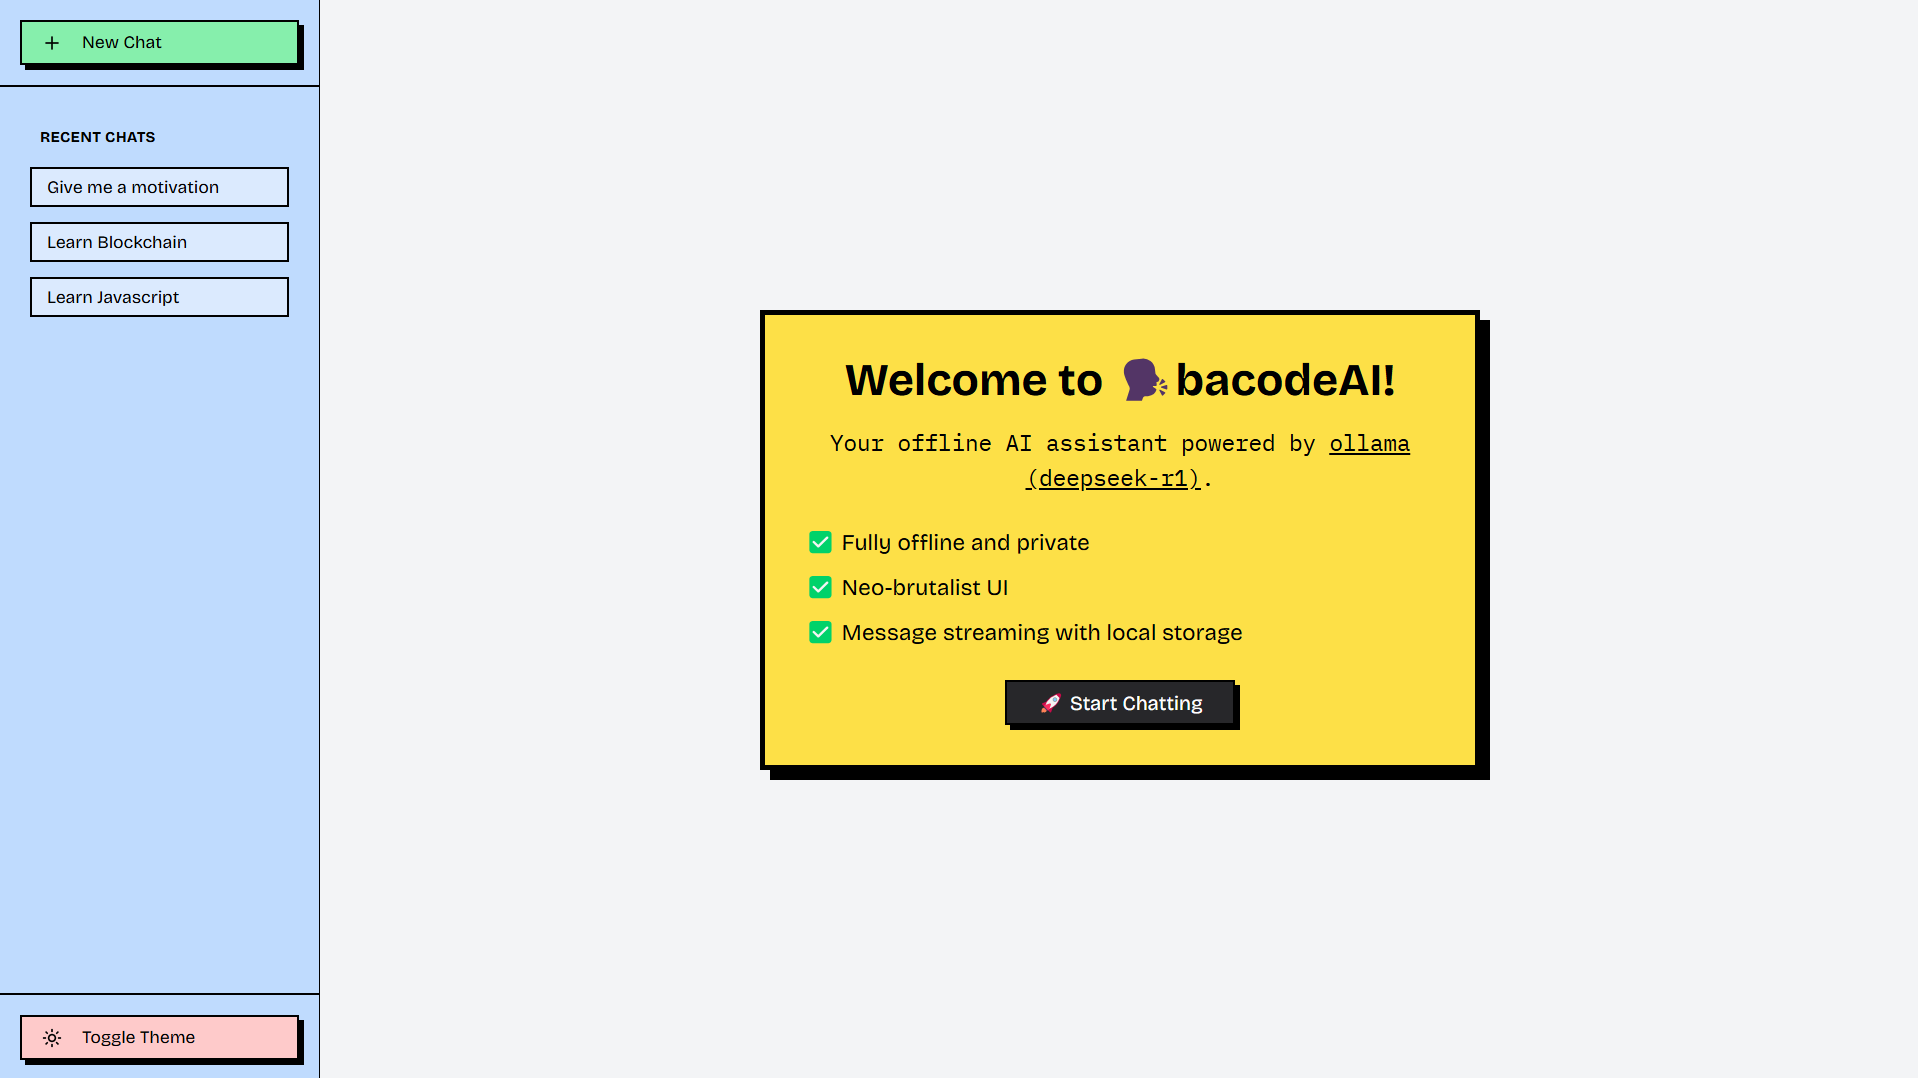 New Chat
RECENT CHATS
Give me a motivation
Learn Blockchain
Learn Javascript
Toggle Theme
Welcome to 🗣️bacodeAI!
Your offline AI assistant powered by ollama
(deepseek-r1).
✅ Fully offline and private
✅ Neo-brutalist UI
✅ Message streaming with local storage
🚀 Start Chatting